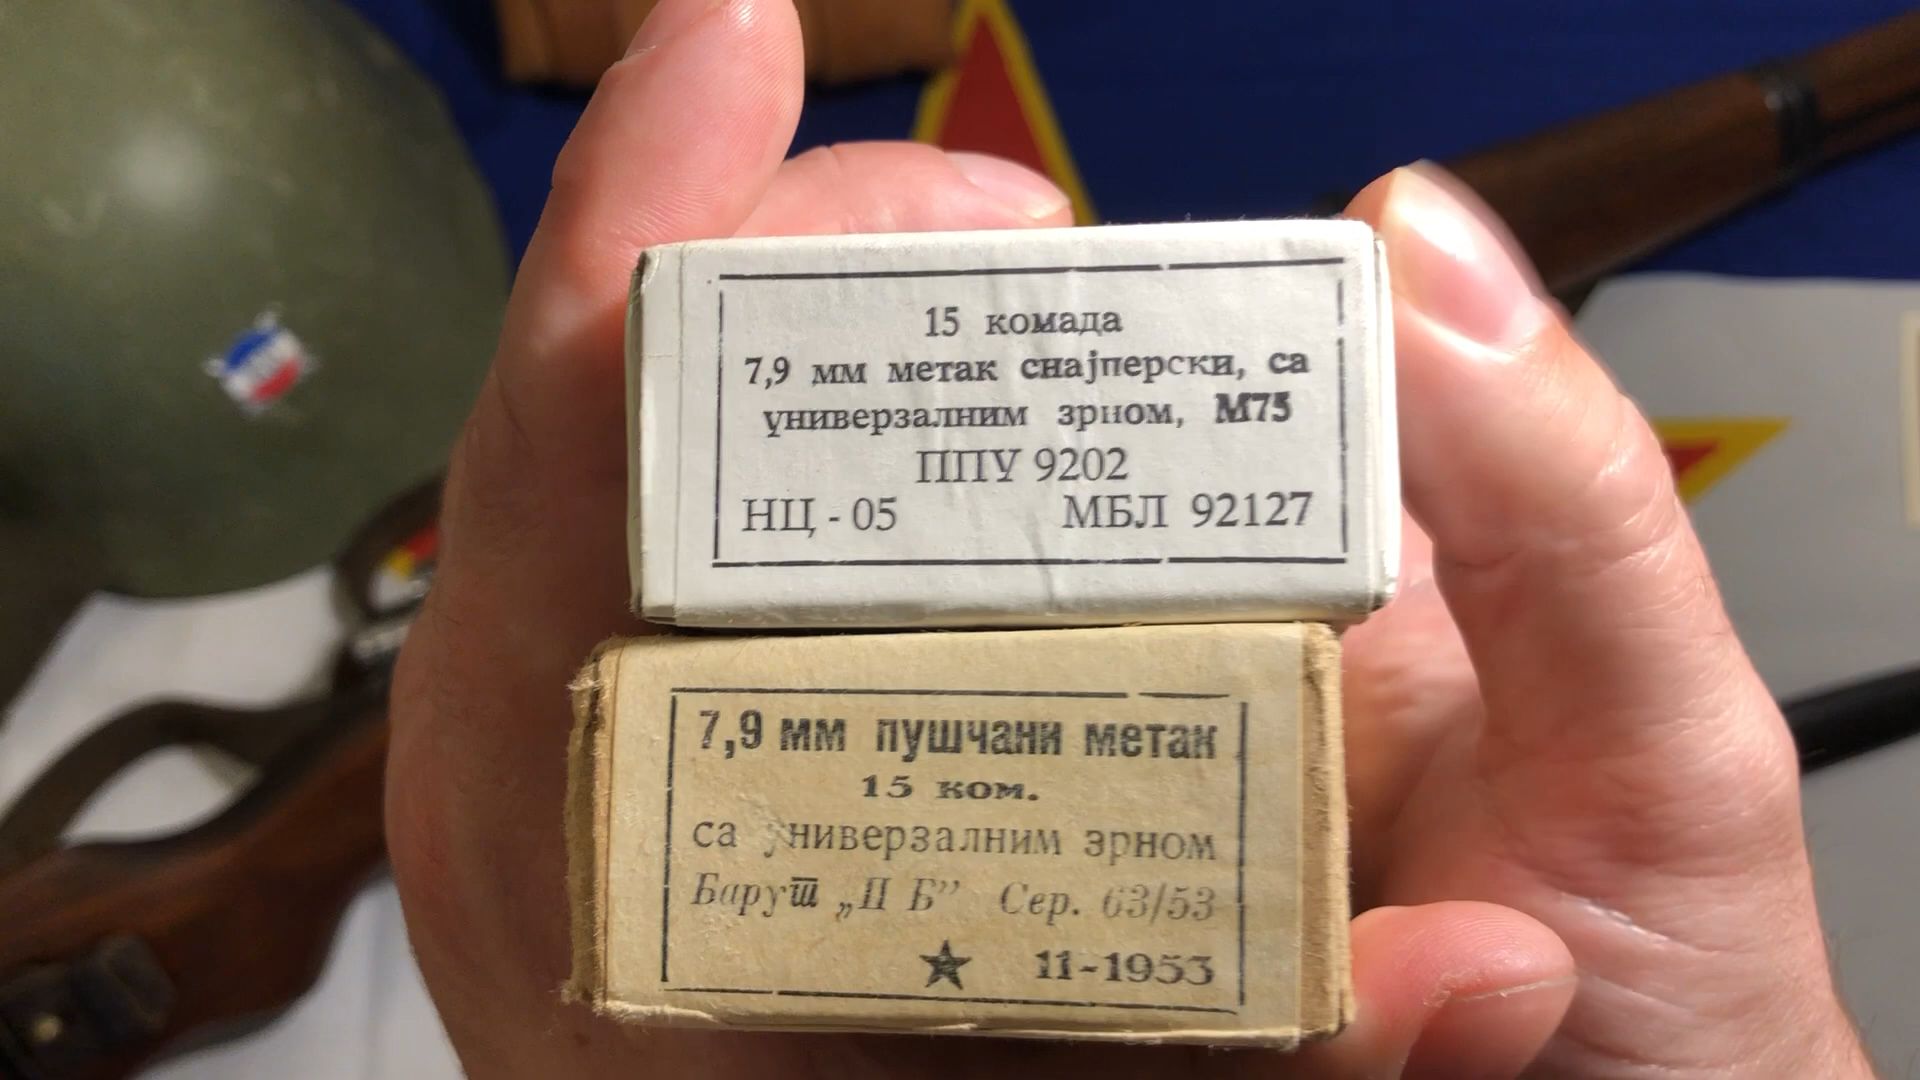 15 комада
7,9 мм метак снајперски, са
универзалним зрном, М75
ППУ 9202
НЦ - 05 МБЛ 92127
7,9 мм пушчани метак
15 ком.
са универзалним зрном
Барут „П Б” Сер. 63/53
★ 11-1953